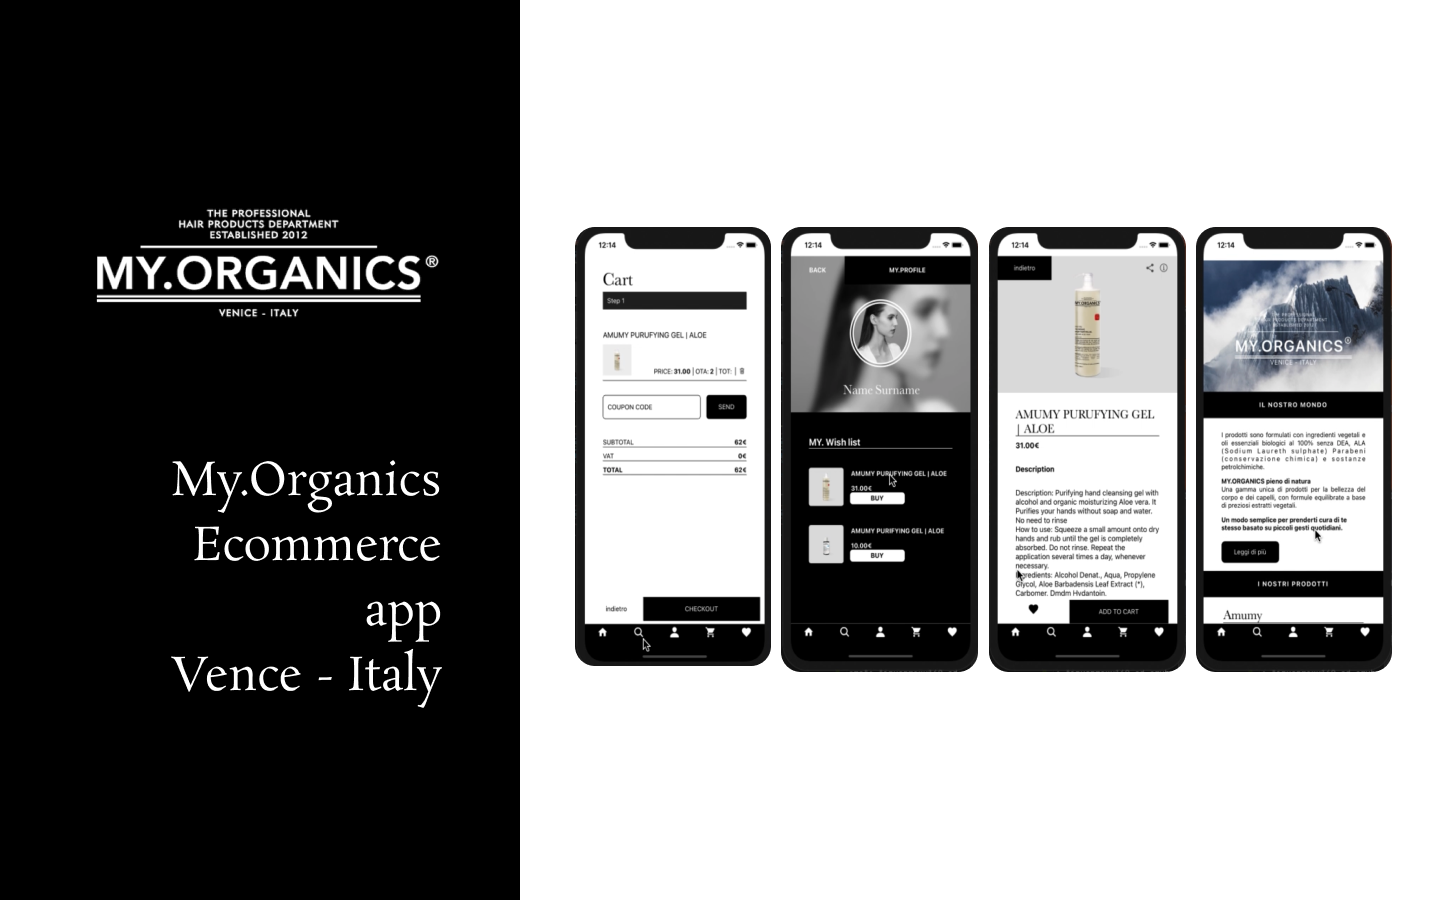 THE PROFESSIONAL
HAIR PRODUCTS DEPARTMENT
ESTABLISHED 2012
MY.ORGANICS®
VENICE - ITALY
My.Organics
Ecommerce
app
Vence - Italy
12:14
Cart
Step 1
AMUMY PURUFYING GEL | ALOE
PRICE: 31.00 | QTA: 2 | TOT: |
COUPON CODE
SEND
SUBTOTAL 62€
VAT 0€
TOTAL 62€
indietro
CHECKOUT
12:14
BACK
MY.PROFILE
Name Surname
MY. Wish list
AMUMY PURIFYING GEL | ALOE
31.00€
BUY
AMUMY PURIFYING GEL | ALOE
10.00€
BUY
12:14
indietro
MY.ORGANICS
AMUMY PURUFYING GEL
| ALOE
31.00€
Description
Description: Purifying hand cleansing gel with
alcohol and organic moisturizing Aloe vera. It
Purifies your hands without soap and water.
No need to rinse
How to use: Squeeze a small amount onto dry
hands and rub until the gel is completely
absorbed. Do not rinse. Repeat the
application several times a day, whenever
necessary.
Ingredients: Alcohol Denat., Aqua, Propylene
Glycol, Aloe Barbadensis Leaf Extract (*),
Carbomer, Dmdm Hydantoin.
ADD TO CART
12:14
THE PROFESSIONAL
HAIR PRODUCTS DEPARTMENT
ESTABLISHED 2012
MY.ORGANICS®
VENICE - ITALY
IL NOSTRO MONDO
I prodotti sono formulati con ingredienti vegetali e
oli essenziali biologici al 100% senza DEA, ALA
(Sodium Laureth sulphate) Parabeni
(conservazione chimica) e sostanze
petrolchimiche.
MY.ORGANICS pieno di natura
Una gamma unica di prodotti per la bellezza del
corpo e dei capelli, con formule equilibrate a base
di preziosi estratti vegetali.
Un modo semplice per prenderti cura di te
stesso basato su piccoli gesti quotidiani.
Leggi di più
I NOSTRI PRODOTTI
Amumy